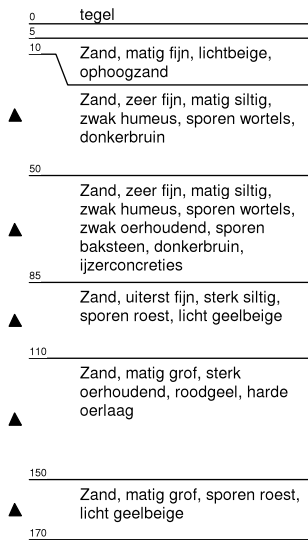 0 tegel
5
10 Zand, matig fijn, lichtbeige,
ophoogzand
Zand, zeer fijn, matig siltig,
zwak humeus, sporen wortels,
donkerbruin
50
Zand, zeer fijn, matig siltig,
zwak humeus, sporen wortels,
zwak oerhoudend, sporen
baksteen, donkerbruin,
ijzerconcreties
85
Zand, uiterst fijn, sterk siltig,
sporen roest, licht geelbeige
110
Zand, matig grof, sterk
oerhoudend, roodgeel, harde
oerlaag
150
Zand, matig grof, sporen roest,
licht geelbeige
170